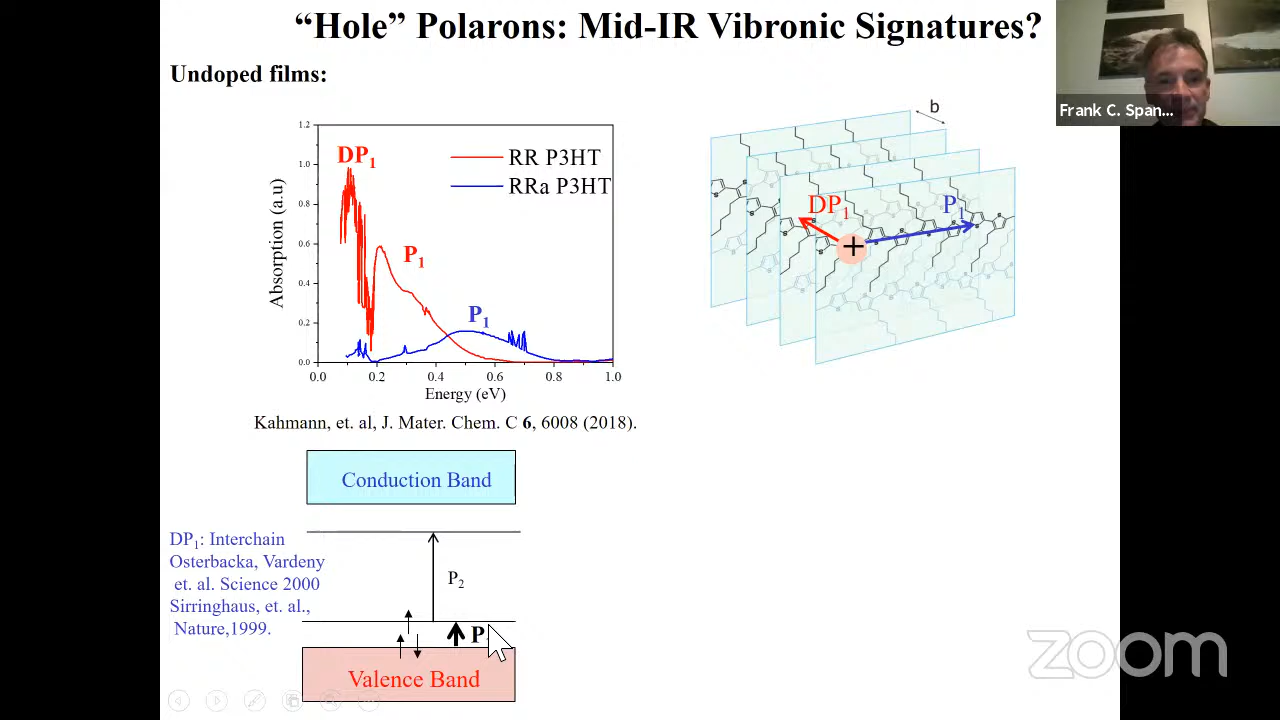 “Hole” Polarons: Mid-IR Vibronic Signatures?
Frank C. Span...
Undoped films:
DP1
RR P3HT
RRa P3HT
P1
P1
Absorption (a.u)
1.2
1.0
0.8
0.6
0.4
0.2
0.0
0.0 0.2 0.4 0.6 0.8 1.0
Energy (eV)
b
DP1
P1
+
Kahmann, et. al, J. Mater. Chem. C 6, 6008 (2018).
Conduction Band
DP1: Interchain
Osterbacka, Vardeny
et. al. Science 2000
Sirringhaus, et. al.,
Nature,1999.
P2
P
Valence Band
zoom